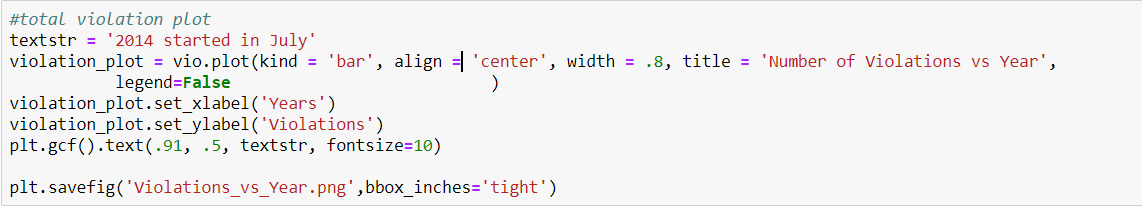 #total violation plot
textstr = '2014 started in July'
violation_plot = vio.plot(kind = 'bar', align = 'center', width = .8, title = 'Number of Violations vs Year',
           legend=False                          )
violation_plot.set_xlabel('Years')
violation_plot.set_ylabel('Violations')
plt.gcf().text(.91, .5, textstr, fontsize=10)

plt.savefig('Violations_vs_Year.png',bbox_inches='tight')